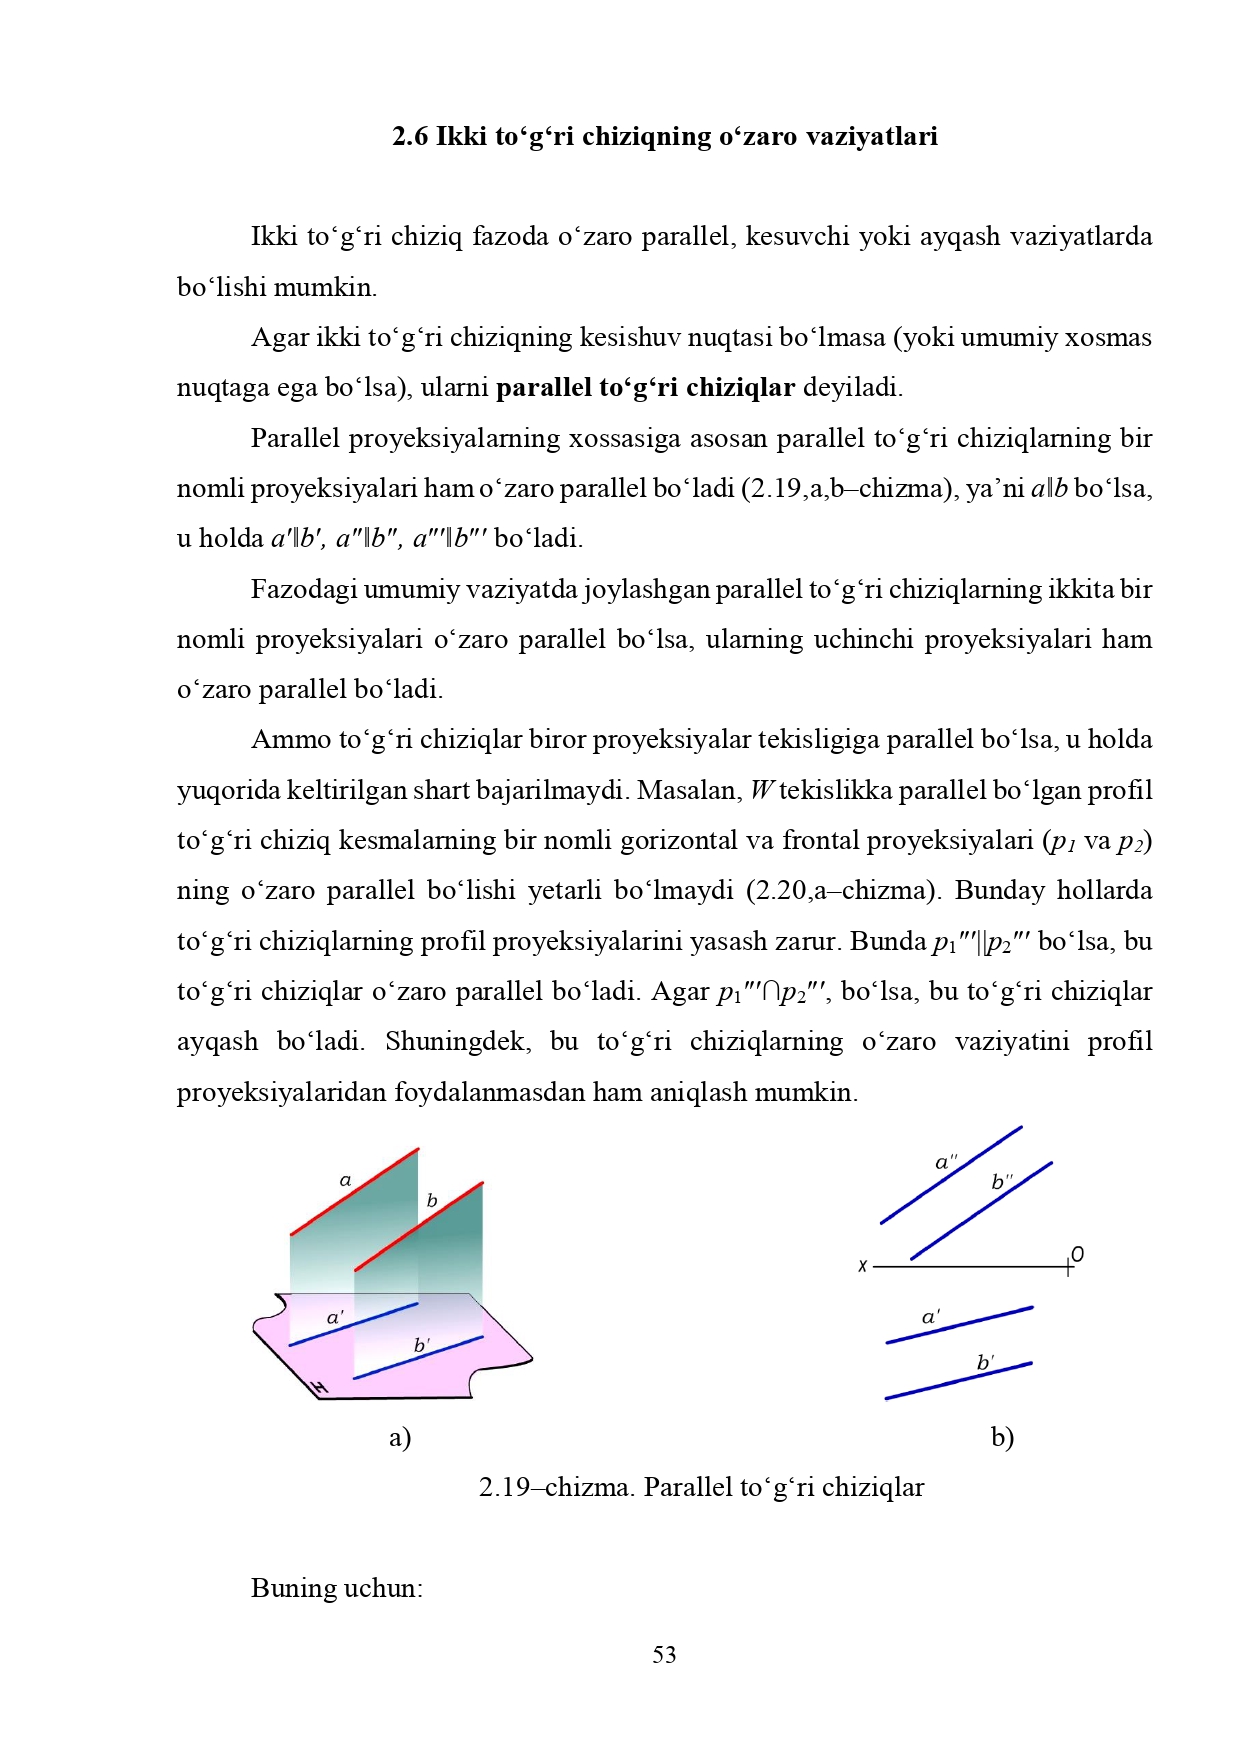 2.6 Ikki to‘g‘ri chiziqning o‘zaro vaziyatlari
Ikki to‘g‘ri chiziq fazoda o‘zaro parallel, kesuvchi yoki ayqash vaziyatlarda
bo‘lishi mumkin.
Agar ikki to‘g‘ri chiziqning kesishuv nuqtasi bo‘lmasa (yoki umumiy xosmas
nuqtaga ega bo‘lsa), ularni parallel to‘g‘ri chiziqlar deyiladi.
Parallel proyeksiyalarning xossasiga asosan parallel to‘g‘ri chiziqlarning bir
nomli proyeksiyalari ham o‘zaro parallel bo‘ladi (2.19,a,b–chizma), ya’ni a‖b bo‘lsa,
u holda a′‖b′, a″‖b″, a‴‖b‴ bo‘ladi.
Fazodagi umumiy vaziyatda joylashgan parallel to‘g‘ri chiziqlarning ikkita bir
nomli proyeksiyalari o‘zaro parallel bo‘lsa, ularning uchinchi proyeksiyalari ham
o‘zaro parallel bo‘ladi.
Ammo to‘g‘ri chiziqlar biror proyeksiyalar tekisligiga parallel bo‘lsa, u holda
yuqorida keltirilgan shart bajarilmaydi. Masalan, W tekislikka parallel bo‘lgan profil
to‘g‘ri chiziq kesmalarning bir nomli gorizontal va frontal proyeksiyalari (p₁ va p₂)
ning o‘zaro parallel bo‘lishi yetarli bo‘lmaydi (2.20,a–chizma). Bunday hollarda
to‘g‘ri chiziqlarning profil proyeksiyalarini yasash zarur. Bunda p₁‴||p₂‴ bo‘lsa, bu
to‘g‘ri chiziqlar o‘zaro parallel bo‘ladi. Agar p₁‴∩p₂‴, bo‘lsa, bu to‘g‘ri chiziqlar
ayqash bo‘ladi. Shuningdek, bu to‘g‘ri chiziqlarning o‘zaro vaziyatini profil
proyeksiyalaridan foydalanmasdan ham aniqlash mumkin.
a
b
a′
b′
H
a″
b″
x
O
a′
b′
a)
b)
2.19–chizma. Parallel to‘g‘ri chiziqlar
Buning uchun:
53